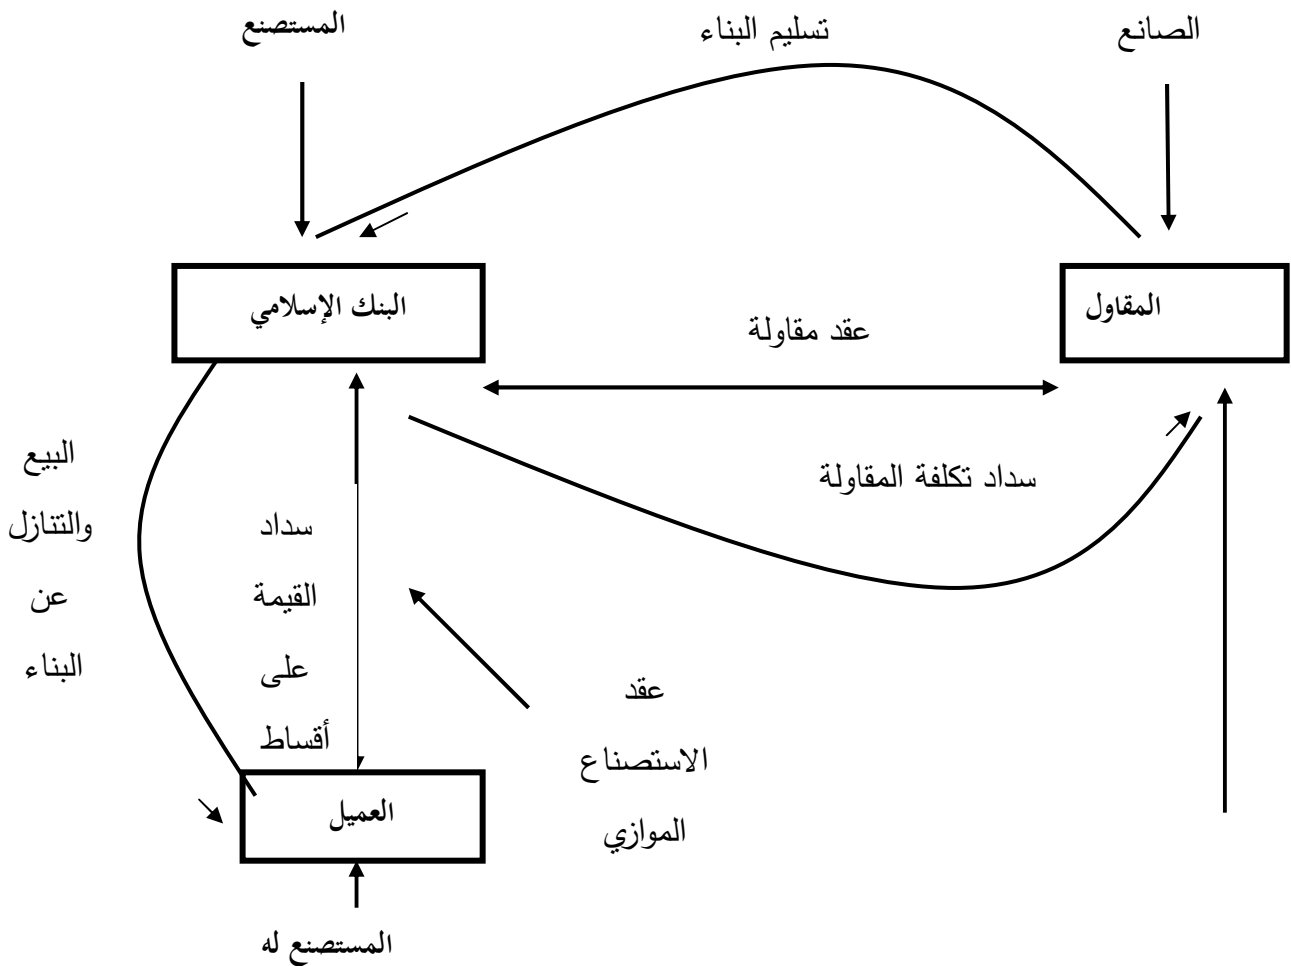 الصانع
تسليم البناء
المستصنع
المقاول
البنك الإسلامي
عقد مقاولة
سداد تكلفة المقاولة
البيع
والتنازل
عن
البناء
سداد
القيمة
على
أقساط
عقد
الاستصناع
الموازي
العميل
المستصنع له